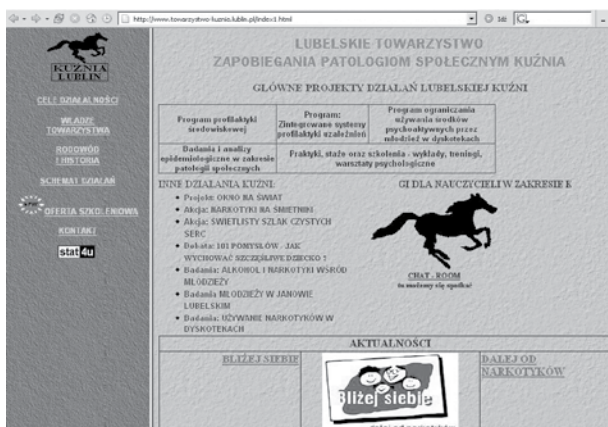 http://www.towarzystwo-kuznia.lublin.pl/index1.html
KUŹNIA
LUBLIN
CELE DZIAŁALNOŚCI
WŁADZE
TOWARZYSTWA
RODOWÓD
I HISTORIA
SCHEMAT DZIAŁAŃ
OFERTA SZKOLENIOWA
KONTAKT
stat4u
LUBELSKIE TOWARZYSTWO
ZAPOBIEGANIA PATOLOGIOM SPOŁECZNYM KUŹNIA
GŁÓWNE PROJEKTY DZIAŁAŃ LUBELSKIEJ KUŹNI
Program profilaktyki
środowiskowej
Program:
Zintegrowane systemy
profilaktyki uzależnień
Program ograniczania
używania środków
psychoaktywnych przez
młodzież w dyskotekach
Badania i analizy
epidemiologiczne w zakresie
patologii społecznych
Praktyki, staże oraz szkolenia - wykłady, treningi,
warsztaty psychologiczne
INNE DZIAŁANIA KUŹNI:
Projekt: OKNO NA ŚWIAT
Akcja: NARKOTYKI NA ŚMIETNIK
Akcja: ŚWIETLISTY SZLAK CZYSTYCH
SERC
Debata: 101 POMYSŁÓW - JAK
WYCHOWAĆ SZCZĘŚLIWE DZIECKO ?
Badania: ALKOHOL I NARKOTYKI WŚRÓD
MŁODZIEŻY
Badania MŁODZIEŻY W JANOWIE
LUBELSKIM
Badania: UŻYWANIE NARKOTYKÓW W
DYSKOTEKACH
GI DLA NAUCZYCIELI W ZAKRESIE K
CHAT - ROOM
tu możemy się spotkać
AKTUALNOŚCI
BLIŻEJ SIEBIE
Bliżej siebie
DALEJ OD
NARKOTYKÓW